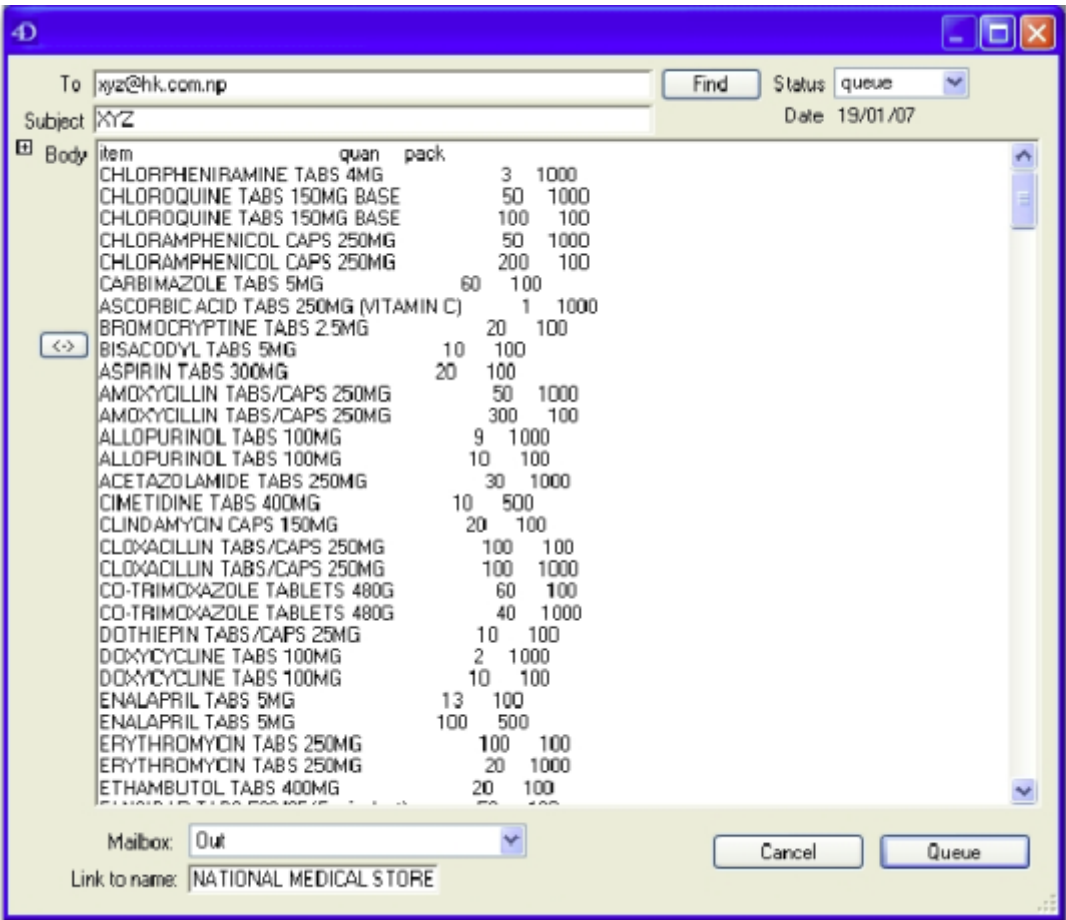 4D
To xyz@hk.com.np Find Status queue
Subject XYZ Date 19/01/07
Body item quan pack
CHLORPHENIRAMINE TABS 4MG 3 1000
CHLOROQUINE TABS 150MG BASE 50 1000
CHLOROQUINE TABS 150MG BASE 100 100
CHLORAMPHENICOL CAPS 250MG 50 1000
CHLORAMPHENICOL CAPS 250MG 200 100
CARBIMAZOLE TABS 5MG 60 100
ASCORBIC ACID TABS 250MG (VITAMIN C) 1 1000
BROMOCRYPTINE TABS 2.5MG 20 100
<-> BISACODYL TABS 5MG 10 100
ASPIRIN TABS 300MG 20 100
AMOXYCILLIN TABS/CAPS 250MG 50 1000
AMOXYCILLIN TABS/CAPS 250MG 300 100
ALLOPURINOL TABS 100MG 9 1000
ALLOPURINOL TABS 100MG 10 100
ACETAZOLAMIDE TABS 250MG 30 1000
CIMETIDINE TABS 400MG 10 500
CLINDAMYCIN CAPS 150MG 20 100
CLOXACILLIN TABS/CAPS 250MG 100 100
CLOXACILLIN TABS/CAPS 250MG 100 1000
CO-TRIMOXAZOLE TABLETS 480G 60 100
CO-TRIMOXAZOLE TABLETS 480G 40 1000
DOTHIEPIN TABS/CAPS 25MG 10 100
DOXYCYCLINE TABS 100MG 2 1000
DOXYCYCLINE TABS 100MG 10 100
ENALAPRIL TABS 5MG 13 100
ENALAPRIL TABS 5MG 100 500
ERYTHROMYCIN TABS 250MG 100 100
ERYTHROMYCIN TABS 250MG 20 1000
ETHAMBUTOL TABS 400MG 20 100
Mailbox: Out Cancel Queue
Link to name: NATIONAL MEDICAL STORE